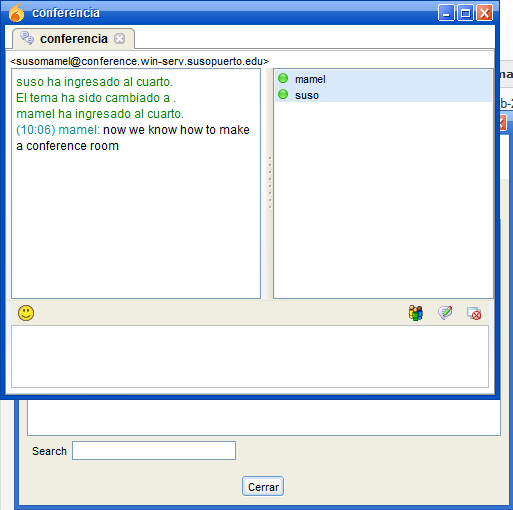 conferencia
conferencia
<susomamel@conference.win-serv.susopuerto.edu>
suso ha ingresado al cuarto.
El tema ha sido cambiado a .
mamel ha ingresado al cuarto.
(10:06) mamel: now we know how to make
a conference room
mamel
suso
ma
b-2
Search
Cerrar